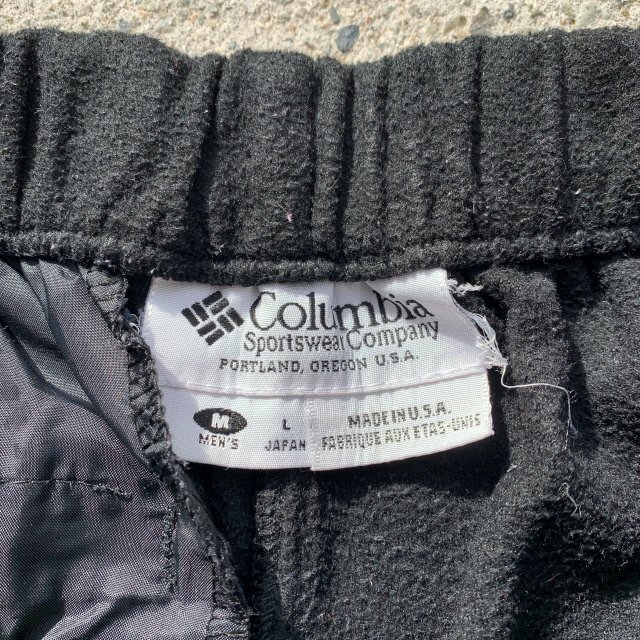 Columbia
Sportswear Company
PORTLAND, OREGON U.S.A.
M L MADE IN U.S.A.
MEN'S JAPAN FABRIQUE AUX ETAS-UNIS